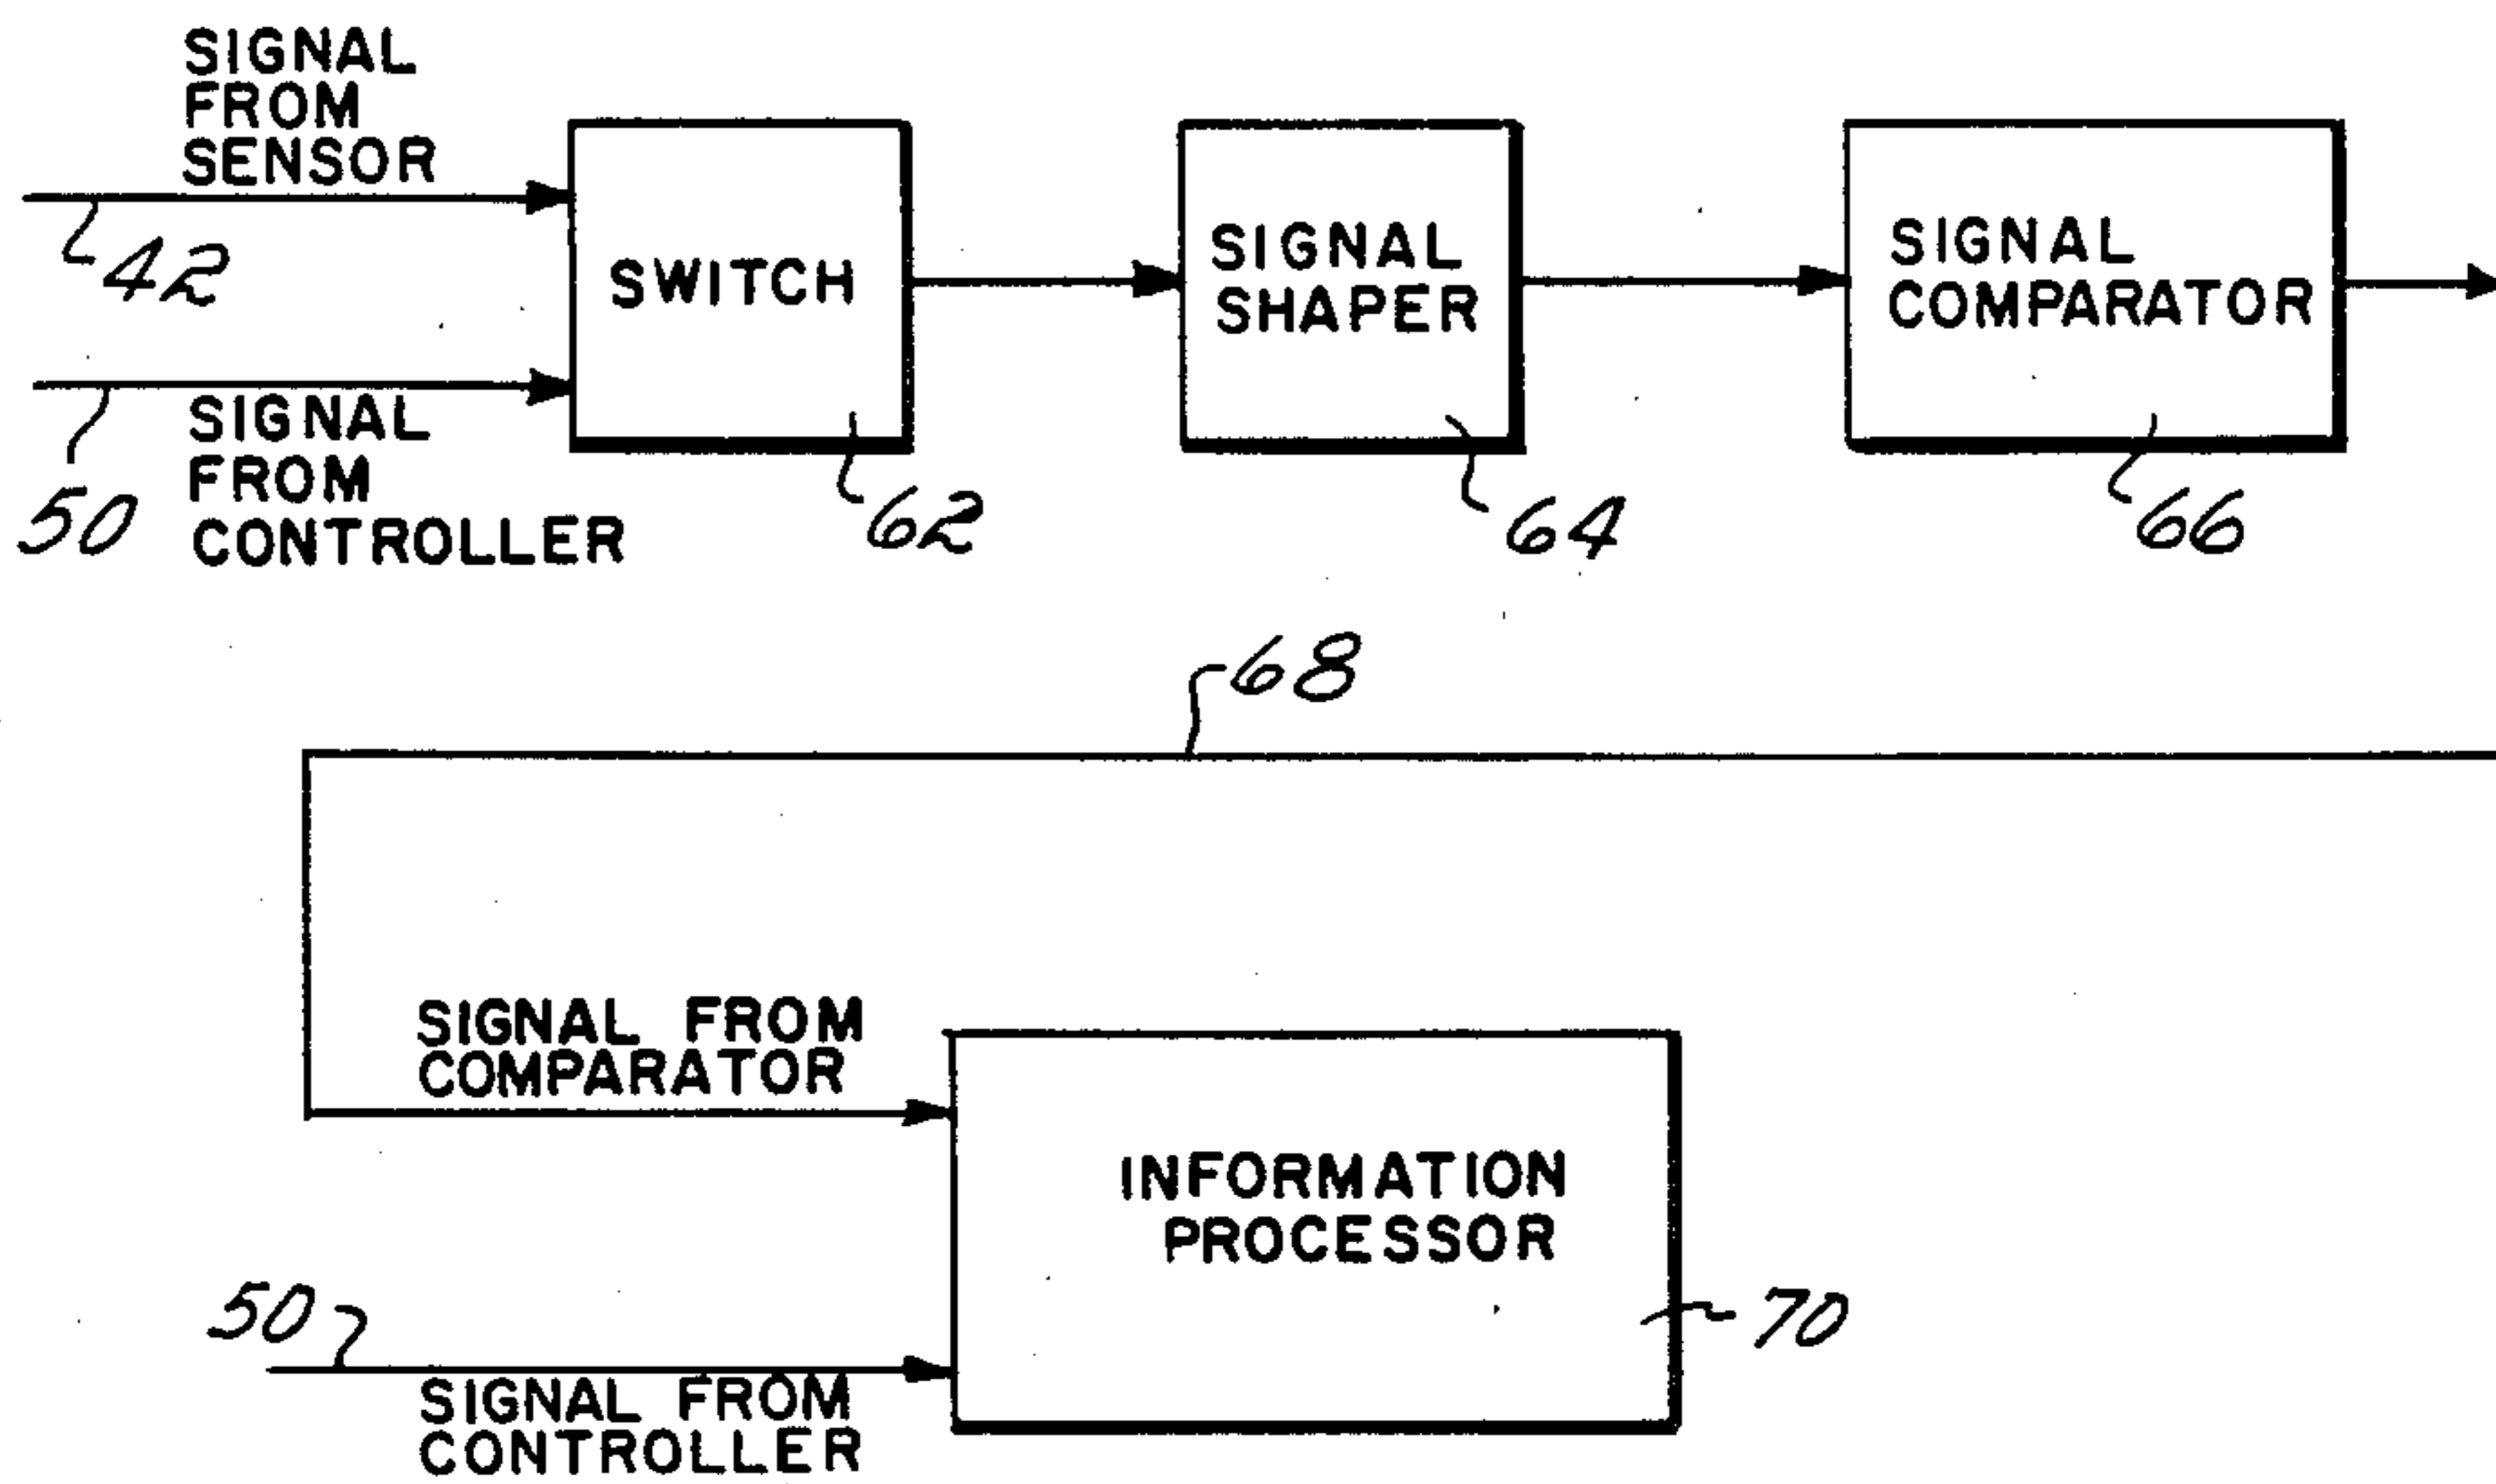 SIGNAL
FROM
SENSOR
42
SWITCH
SIGNAL
SHAPER
SIGNAL
COMPARATOR
50
SIGNAL
FROM
CONTROLLER
62
64
66
68
SIGNAL FROM
COMPARATOR
INFORMATION
PROCESSOR
50
70
SIGNAL FROM
CONTROLLER